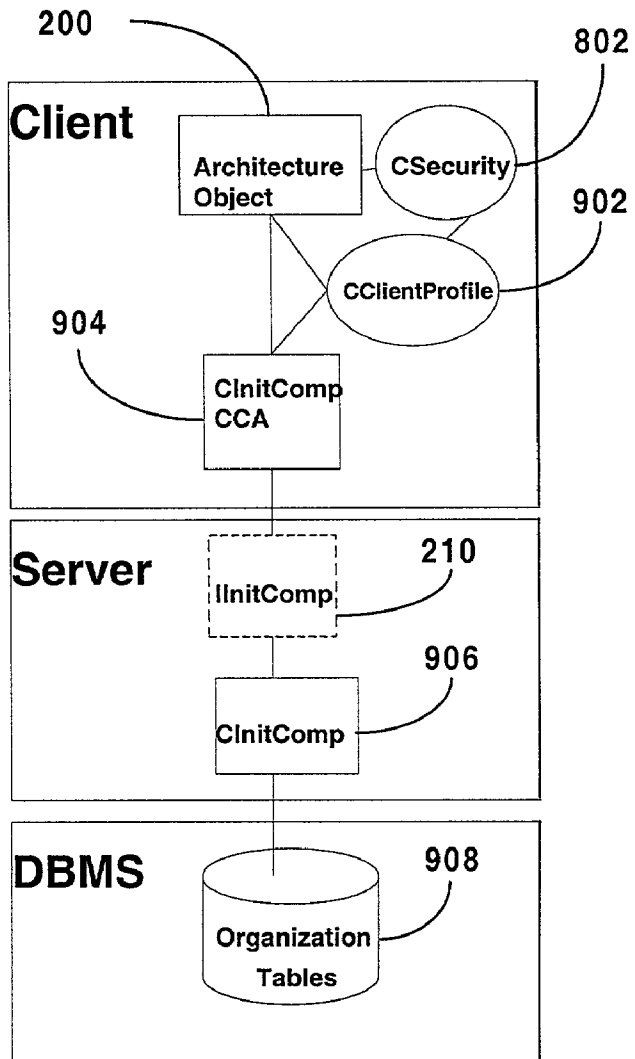 200
802
Client
Architecture
Object
CSecurity
902
CClientProfile
904
CInitComp
CCA
Server
IInitComp
210
906
CInitComp
DBMS
908
Organization
Tables